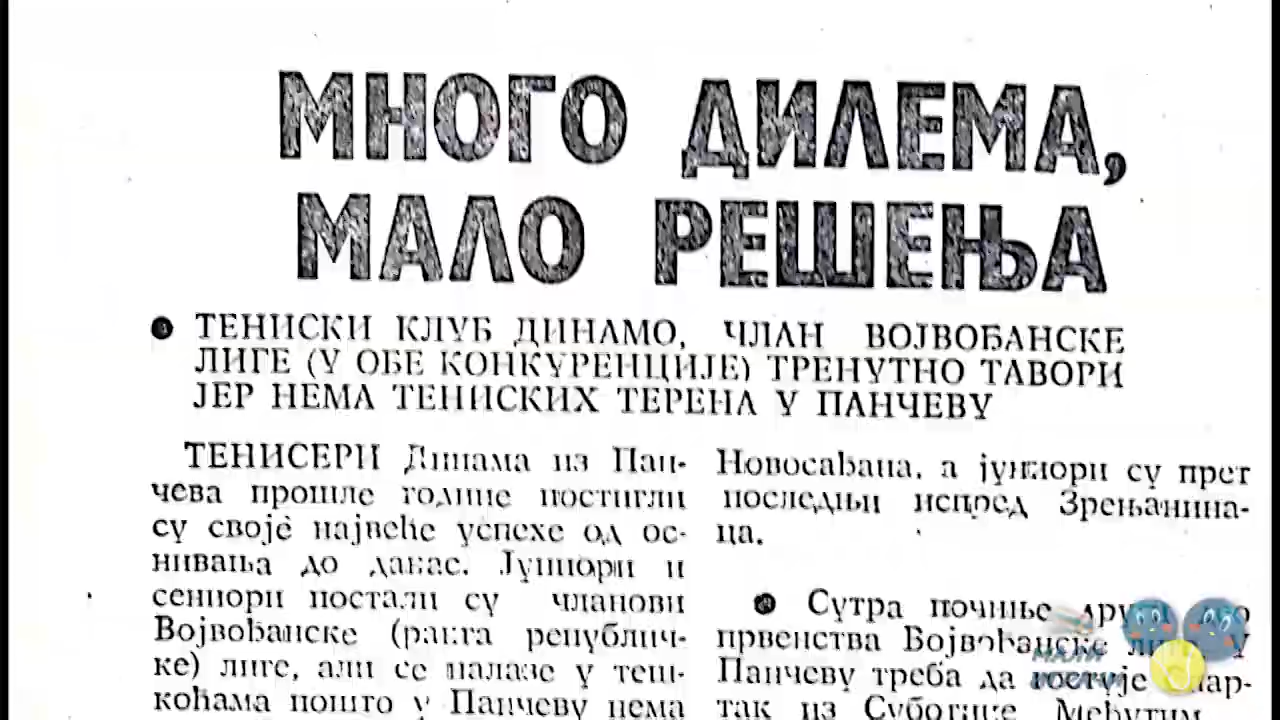 МНОГО ДИЛЕМА,
МАЛО РЕШЕЊА
● ТЕНИСКИ КЛУБ ДИНАМО, ЧЛАН ВОЈВОЂАНСКЕ
ЛИГЕ (У ОБЕ КОНКУРЕНЦИЈЕ) ТРЕНУТНО ТАВОРИ
ЈЕР НЕМА ТЕНИСКИХ ТЕРЕНА У ПАНЧЕВУ
ТЕНИСЕРИ Динама из Пан-
чева прошле године постигли
су своје највеће успехе од ос-
нивања до данас. Јуниори и
сениори постали су чланови
Војвођанске (ранга републич-
ке) лиге, али се налазе у теш-
коћама пошто у Панчеву нема
Новосађана, а јуниори су прет
последњи испред Зрењанина-
ца.
● Сутра почиње
првенства Војвођанске У
Панчеву треба да гостује
так из Суботице. Међутим,